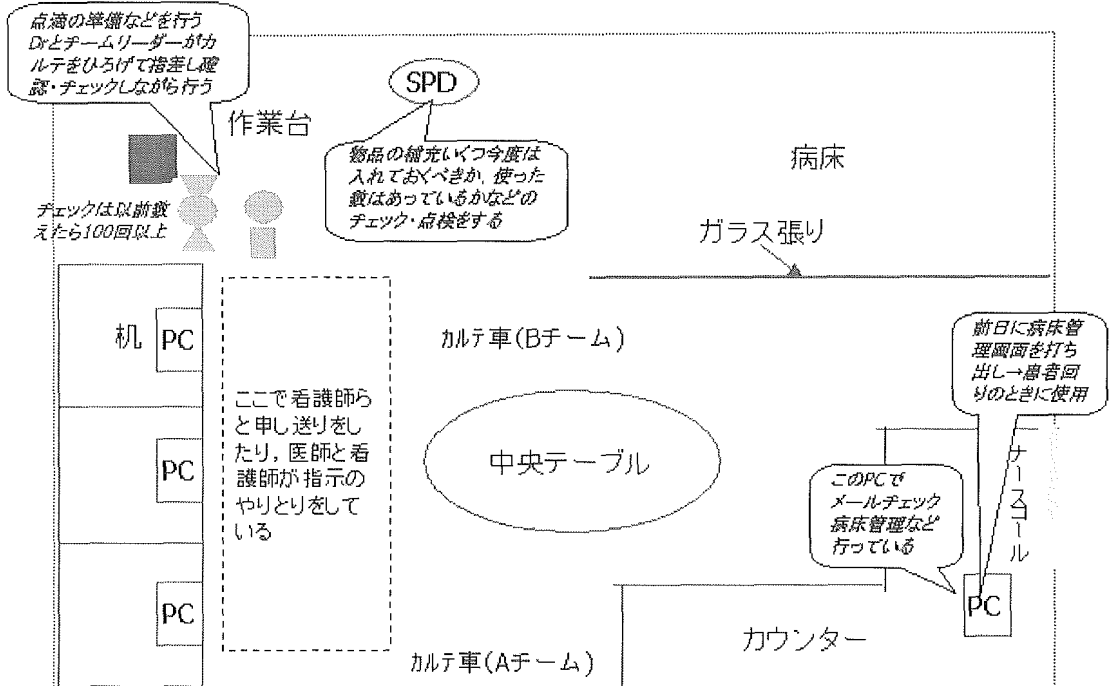 点滴の準備などを行う
Drとチームリーダーがカ
ルテをひろげて指差し確
認・チェックしながら行う
作業台
SPD
物品の補充いくつ今度は
入れておくべきか，使った
数はあっているかなどの
チェック・点検をする
病床
チェックは以前数
えたら100回以上
ガラス張り
机
PC
PC
PC
ここで看護師ら
と申し送りをし
たり，医師と看
護師が指示の
やりとりをして
いる
カルテ車(Bチーム)
中央テーブル
カルテ車(Aチーム)
前日に病床管
理画面を打ち
出し→患者回
りのときに使用
ナースコール
このPCで
メールチェック
病床管理など
行っている
PC
カウンター